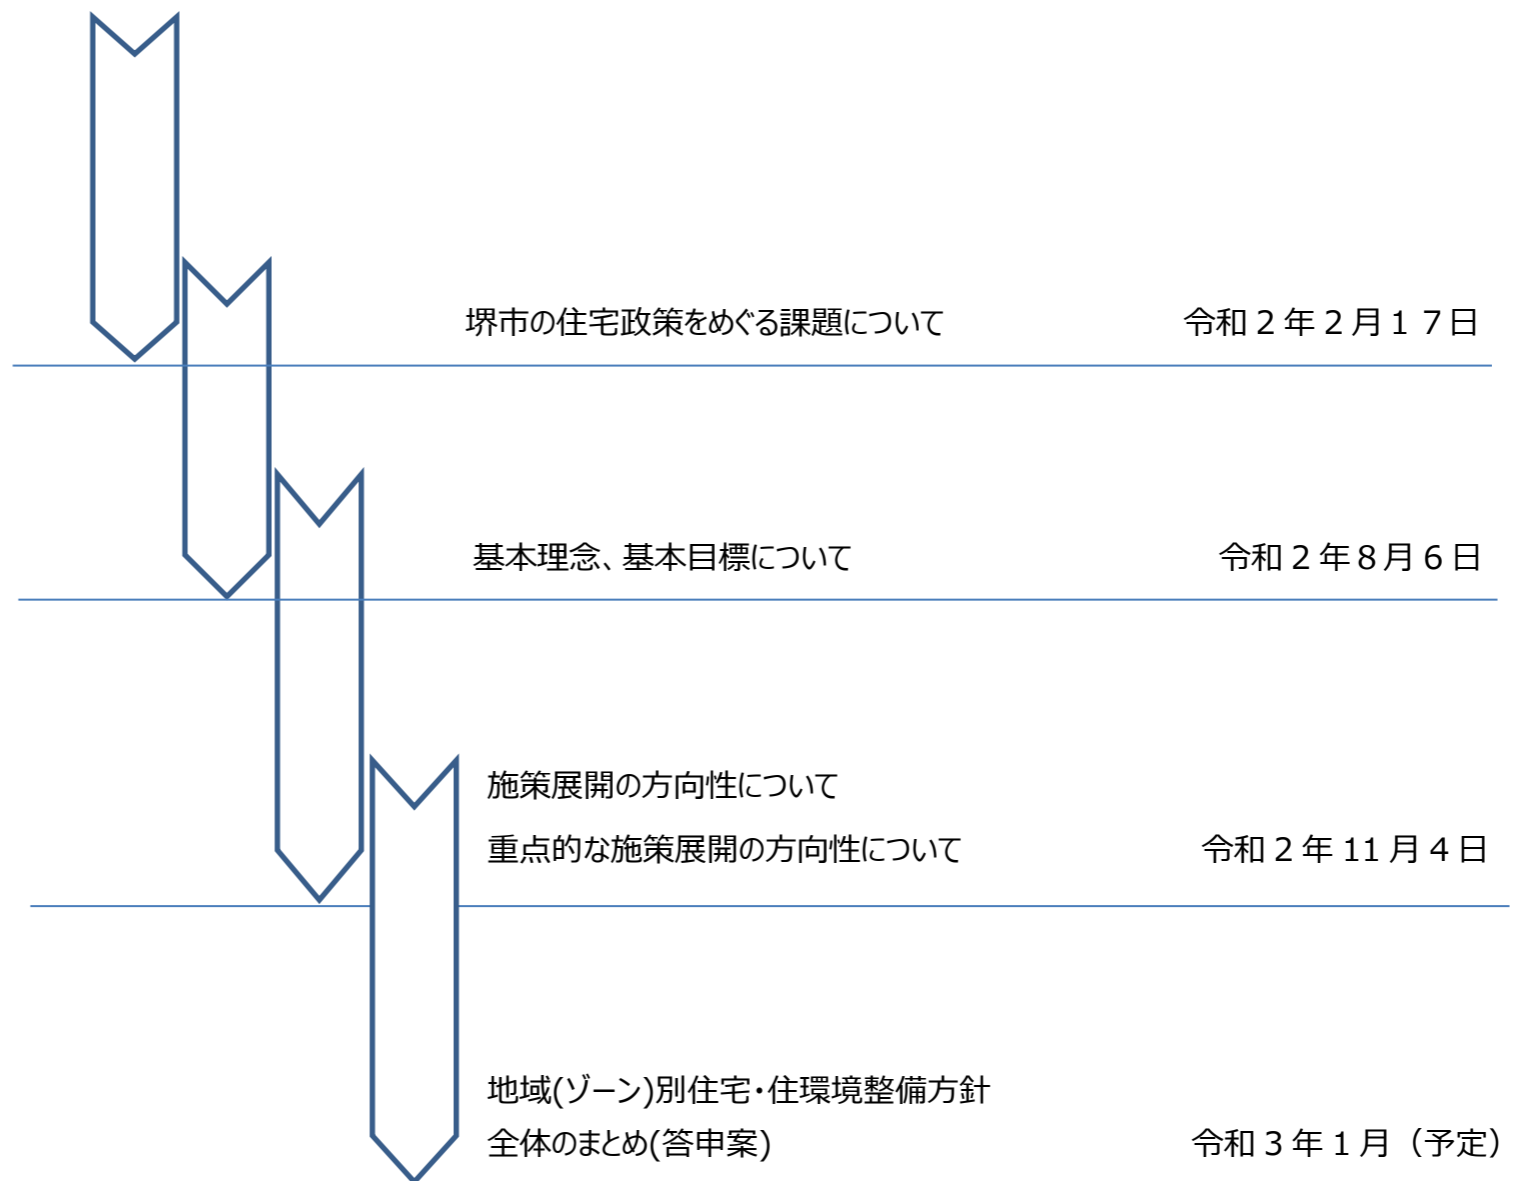 堺市の住宅政策をめぐる課題について 令和２年２月１７日
基本理念、基本目標について 令和２年８月６日
施策展開の方向性について
重点的な施策展開の方向性について 令和２年 11 月４日
地域(ゾーン)別住宅・住環境整備方針
全体のまとめ(答申案) 令和３年１月（予定）